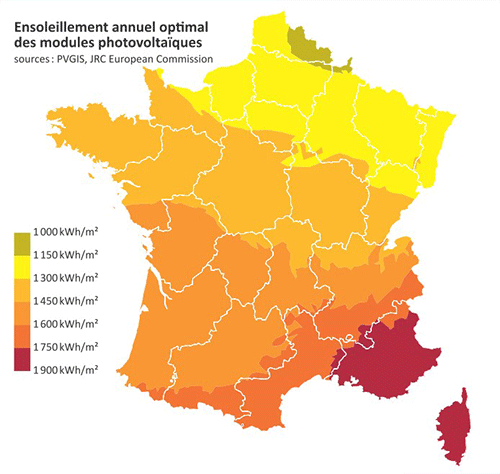 Ensoleillement annuel optimal
des modules photovoltaïques
sources : PVGIS, JRC European Commission
1 000 kWh/m²
1 150 kWh/m²
1 300 kWh/m²
1 450 kWh/m²
1 600 kWh/m²
1 750 kWh/m²
1 900 kWh/m²